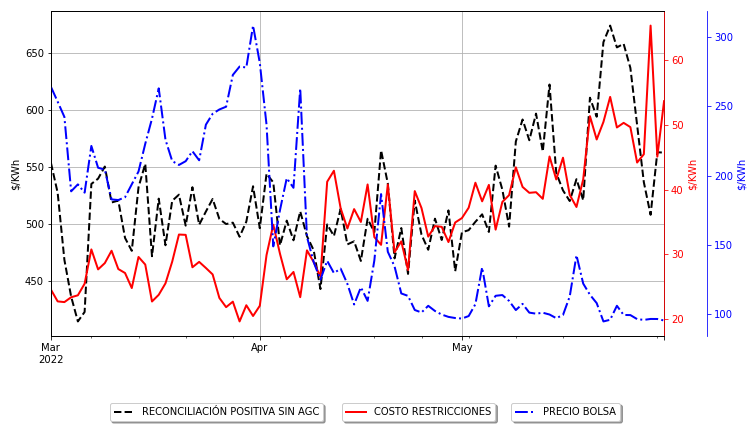 650
600
550
500
450
$/KWh
60
50
40
30
20
$/KWh
300
250
200
150
100
$/KWh
Mar
2022
Apr
May
RECONCILIACIÓN POSITIVA SIN AGC
COSTO RESTRICCIONES
PRECIO BOLSA